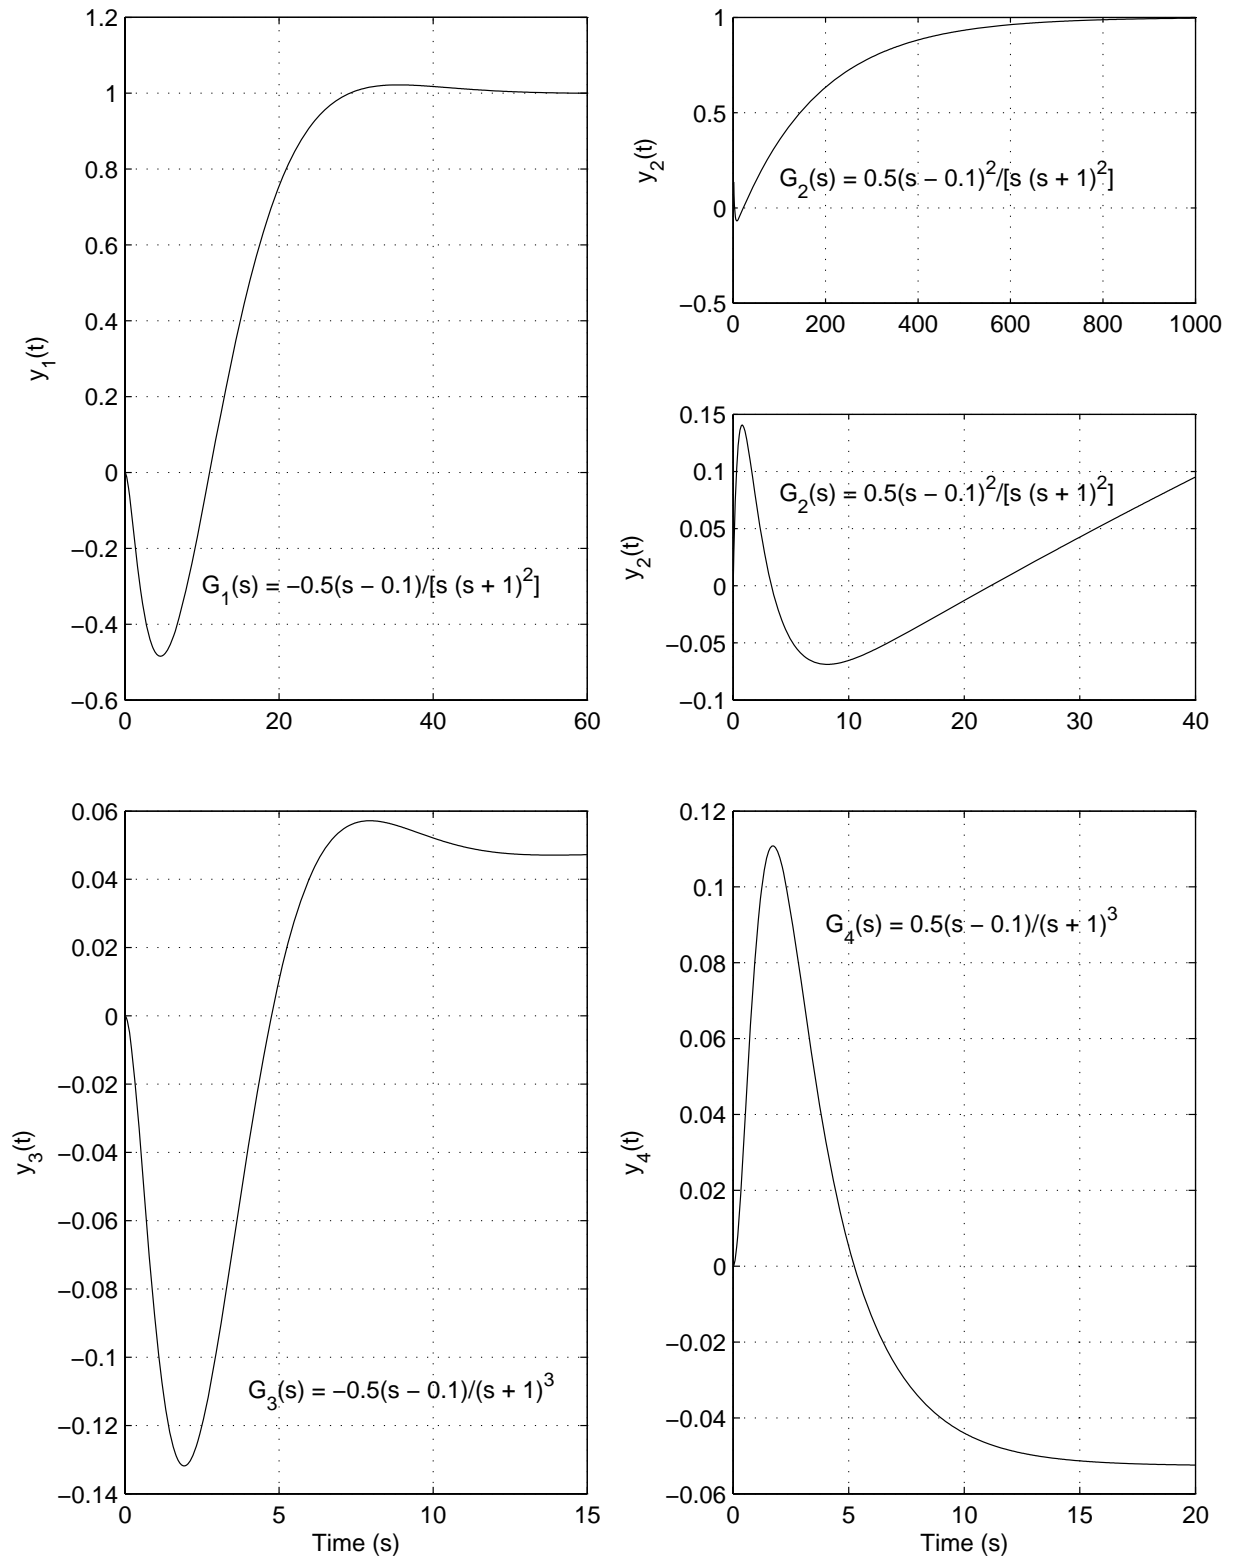 1.2
1
0.8
0.6
0.4
0.2
0
−0.2
−0.4
−0.6
y₁(t)
G₁(s) = −0.5(s − 0.1)/[s (s + 1)²]
0 20 40 60
1
0.5
0
−0.5
y₂(t)
G₂(s) = 0.5(s − 0.1)²/[s (s + 1)²]
0 200 400 600 800 1000
0.15
0.1
0.05
0
−0.05
−0.1
y₂(t)
G₂(s) = 0.5(s − 0.1)²/[s (s + 1)²]
0 10 20 30 40
0.06
0.04
0.02
0
−0.02
−0.04
−0.06
−0.08
−0.1
−0.12
−0.14
y₃(t)
G₃(s) = −0.5(s − 0.1)/(s + 1)³
0 5 10 15
Time (s)
0.12
0.1
0.08
0.06
0.04
0.02
0
−0.02
−0.04
−0.06
y₄(t)
G₄(s) = 0.5(s − 0.1)/(s + 1)³
0 5 10 15 20
Time (s)